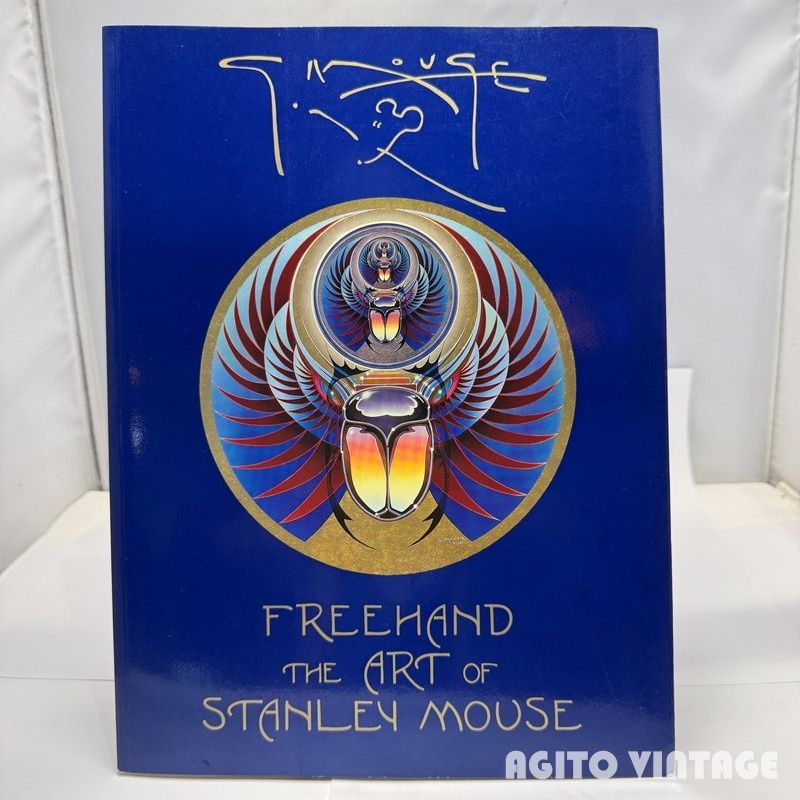 MOUSE
FREEHAND
THE ART OF
STANLEY MOUSE
AGITO VINTAGE